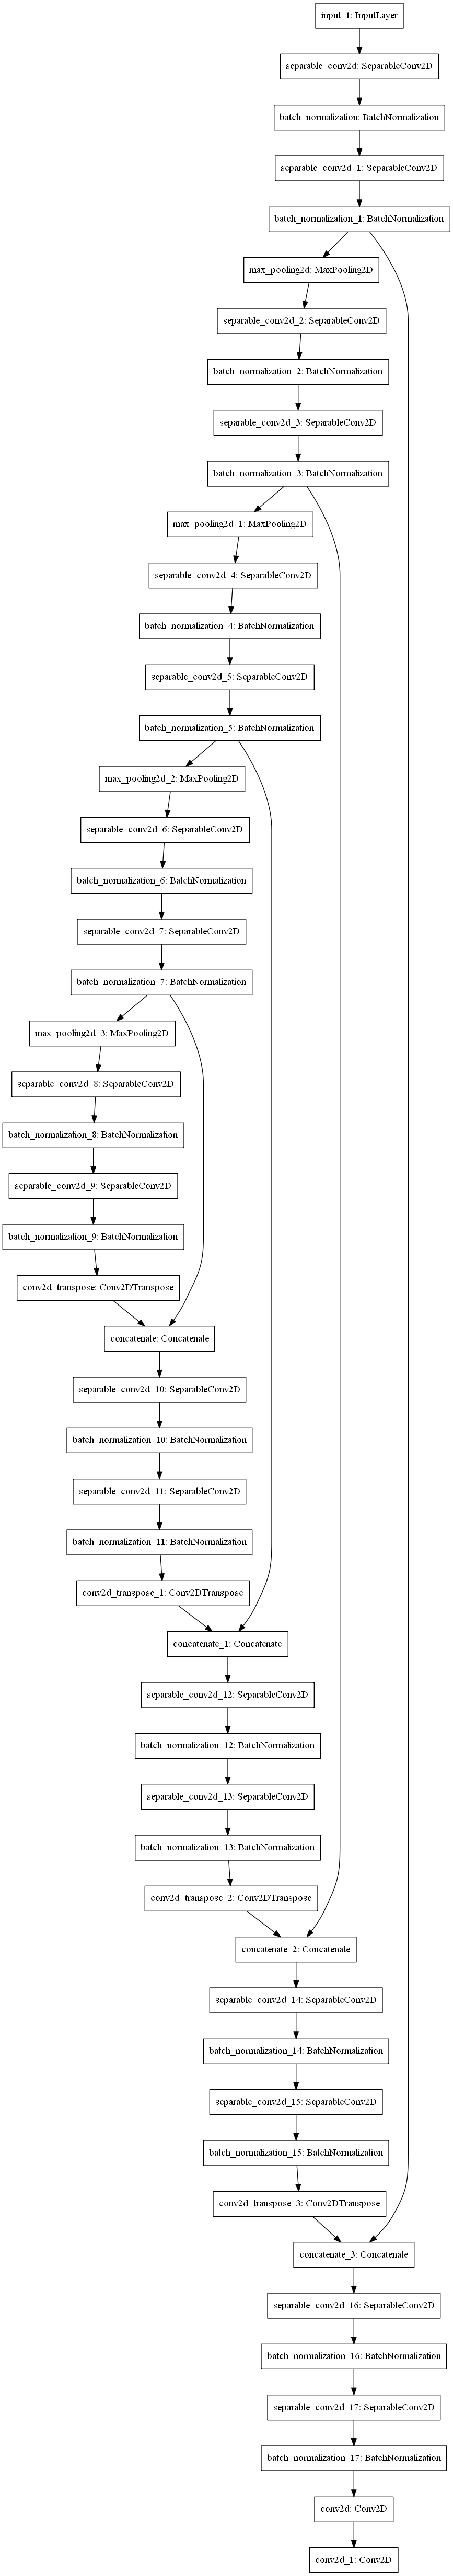 input_1: InputLayer
separable_conv2d: SeparableConv2D
batch_normalization: BatchNormalization
separable_conv2d_1: SeparableConv2D
batch_normalization_1: BatchNormalization
max_pooling2d: MaxPooling2D
separable_conv2d_2: SeparableConv2D
batch_normalization_2: BatchNormalization
separable_conv2d_3: SeparableConv2D
batch_normalization_3: BatchNormalization
max_pooling2d_1: MaxPooling2D
separable_conv2d_4: SeparableConv2D
batch_normalization_4: BatchNormalization
separable_conv2d_5: SeparableConv2D
batch_normalization_5: BatchNormalization
max_pooling2d_2: MaxPooling2D
separable_conv2d_6: SeparableConv2D
batch_normalization_6: BatchNormalization
separable_conv2d_7: SeparableConv2D
batch_normalization_7: BatchNormalization
max_pooling2d_3: MaxPooling2D
separable_conv2d_8: SeparableConv2D
batch_normalization_8: BatchNormalization
separable_conv2d_9: SeparableConv2D
batch_normalization_9: BatchNormalization
conv2d_transpose: Conv2DTranspose
concatenate: Concatenate
separable_conv2d_10: SeparableConv2D
batch_normalization_10: BatchNormalization
separable_conv2d_11: SeparableConv2D
batch_normalization_11: BatchNormalization
conv2d_transpose_1: Conv2DTranspose
concatenate_1: Concatenate
separable_conv2d_12: SeparableConv2D
batch_normalization_12: BatchNormalization
separable_conv2d_13: SeparableConv2D
batch_normalization_13: BatchNormalization
conv2d_transpose_2: Conv2DTranspose
concatenate_2: Concatenate
separable_conv2d_14: SeparableConv2D
batch_normalization_14: BatchNormalization
separable_conv2d_15: SeparableConv2D
batch_normalization_15: BatchNormalization
conv2d_transpose_3: Conv2DTranspose
concatenate_3: Concatenate
separable_conv2d_16: SeparableConv2D
batch_normalization_16: BatchNormalization
separable_conv2d_17: SeparableConv2D
batch_normalization_17: BatchNormalization
conv2d: Conv2D
conv2d_1: Conv2D